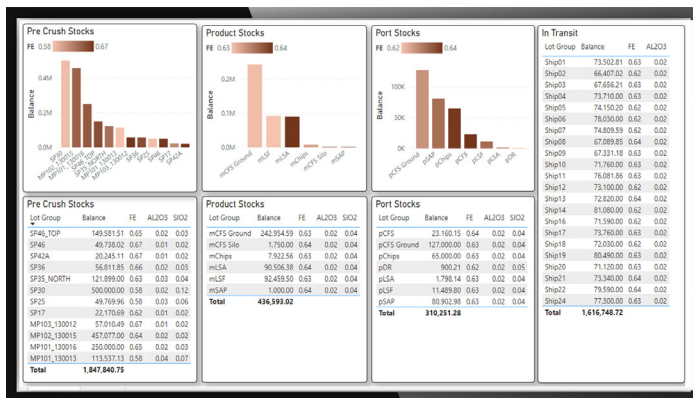 Pre Crush Stocks
FE 0.58 0.67
0.4M
0.2M
0.0M
Balance
SP30
MP102_130015
MP101_130016
SP46_TOP
SP35_NORTH
MP101_130013
MP103_130012
SP36
SP25
SP46
SP17
SP42A
Product Stocks
FE 0.63 0.64
0.2M
0.1M
0.0M
Balance
mCFS Ground
mLSF
mLSA
mChips
mCFS Silo
mSAP
Port Stocks
FE 0.62 0.64
100K
50K
0K
Balance
pCFS Ground
pSAP
pChips
pCFS
pLSF
pLSA
pDR
In Transit
Lot Group Balance FE AL2O3
Ship01 73,502.81 0.63 0.02
Ship02 66,407.02 0.62 0.02
Ship03 67,656.21 0.63 0.02
Ship04 73,710.00 0.63 0.02
Ship05 74,150.20 0.62 0.02
Ship06 78,030.00 0.62 0.02
Ship07 74,809.59 0.62 0.02
Ship08 67,089.85 0.64 0.02
Ship09 67,331.18 0.63 0.02
Ship10 71,760.00 0.63 0.02
Ship11 76,081.86 0.63 0.02
Ship12 73,100.00 0.62 0.02
Ship13 72,820.00 0.64 0.02
Ship14 81,080.00 0.62 0.02
Ship16 71,590.00 0.62 0.02
Ship17 73,760.00 0.63 0.02
Ship18 72,030.00 0.62 0.02
Ship19 80,490.00 0.63 0.02
Ship20 71,120.00 0.63 0.02
Ship21 73,340.00 0.64 0.02
Ship22 79,590.00 0.64 0.02
Ship24 77,300.00 0.63 0.02
Total 1,616,748.72
Pre Crush Stocks
Lot Group Balance FE AL2O3 SIO2
SP46_TOP 149,581.51 0.65 0.02 0.03
SP46 49,738.02 0.67 0.01 0.02
SP42A 20,245.11 0.67 0.01 0.02
SP36 56,811.85 0.66 0.02 0.03
SP35_NORTH 121,899.00 0.63 0.03 0.04
SP30 500,000.00 0.58 0.02 0.12
SP25 49,769.96 0.58 0.03 0.06
SP17 22,170.69 0.62 0.01 0.02
MP103_130012 57,010.49 0.67 0.01 0.02
MP102_130015 457,077.00 0.64 0.02 0.02
MP101_130016 250,000.00 0.65 0.02 0.03
MP101_130013 113,537.13 0.58 0.04 0.07
Total 1,847,840.75
Product Stocks
Lot Group Balance FE AL2O3 SIO2
mCFS Ground 242,954.59 0.63 0.02 0.04
mCFS Silo 1,750.00 0.64 0.02 0.04
mChips 7,922.56 0.63 0.02 0.04
mLSA 90,506.38 0.64 0.02 0.04
mLSF 92,459.50 0.63 0.02 0.04
mSAP 1,000.00 0.64 0.02 0.04
Total 436,593.02
Port Stocks
Lot Group Balance FE AL2O3 SIO2
pCFS 23,160.15 0.64 0.02 0.04
pCFS Ground 127,000.00 0.63 0.02 0.04
pChips 65,000.00 0.64 0.02 0.04
pDR 900.21 0.62 0.02 0.05
pLSA 1,798.14 0.63 0.02 0.04
pLSF 11,489.80 0.63 0.02 0.04
pSAP 80,902.98 0.63 0.02 0.04
Total 310,251.28